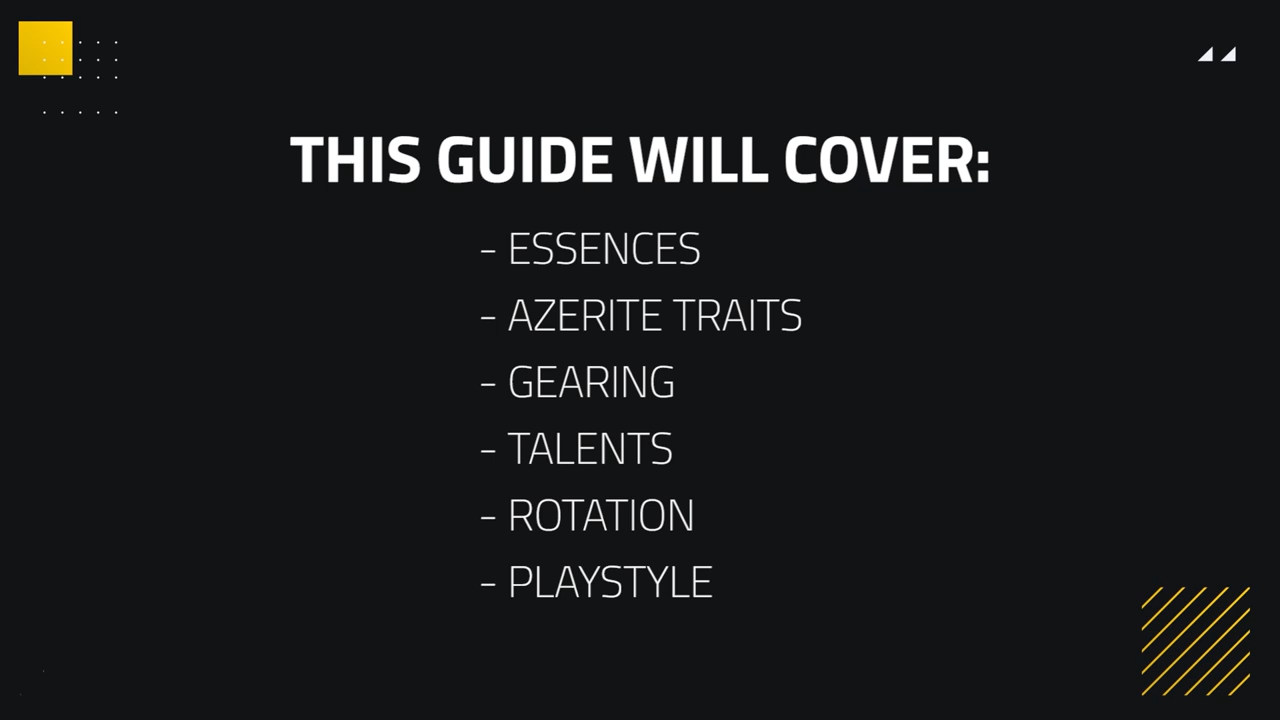 THIS GUIDE WILL COVER:
– ESSENCES
– AZERITE TRAITS
– GEARING
– TALENTS
– ROTATION
– PLAYSTYLE